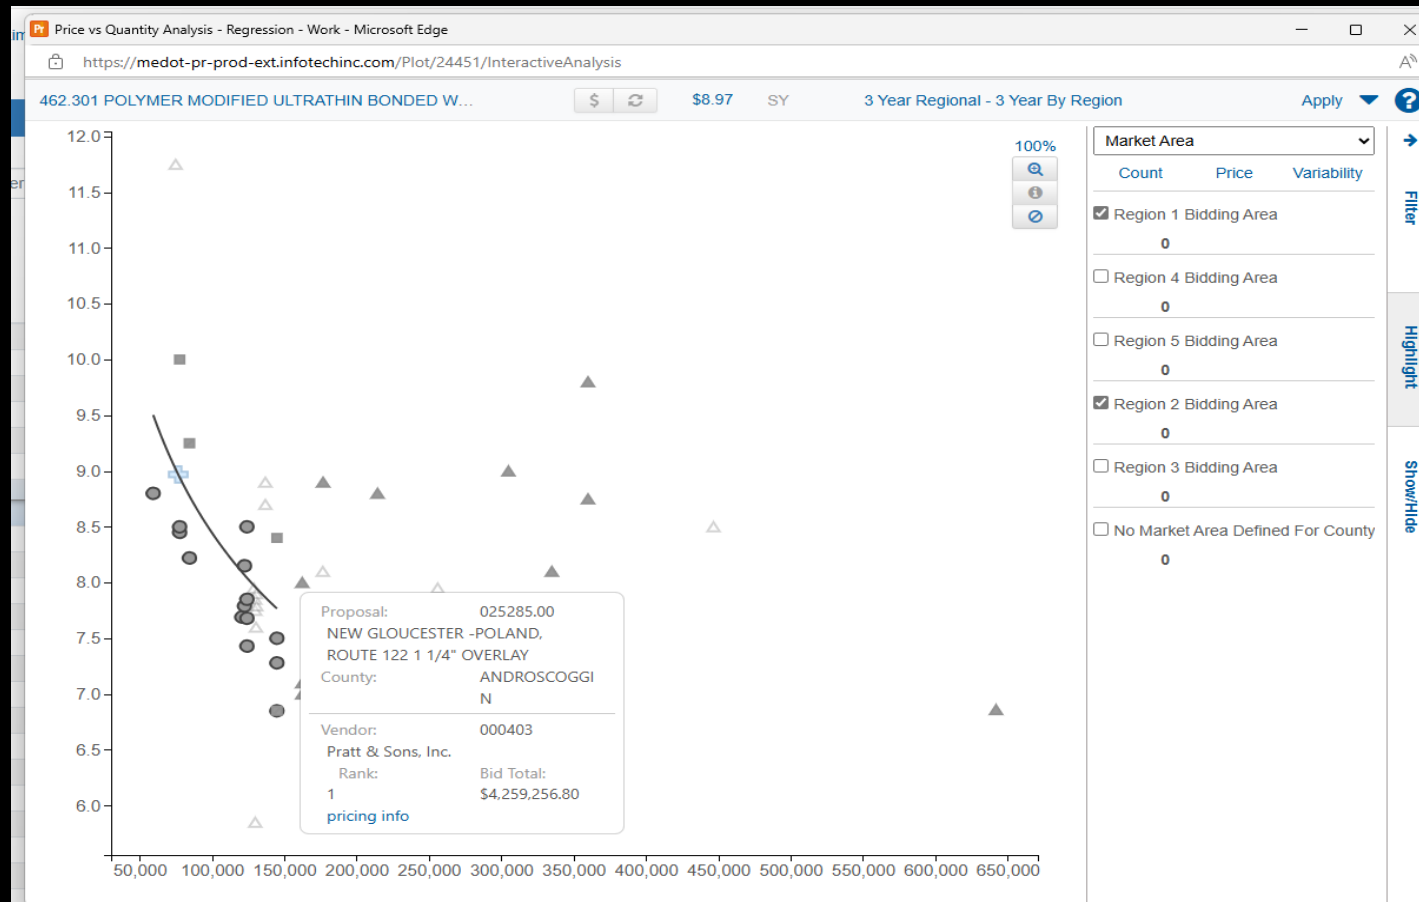 Price vs Quantity Analysis - Regression - Work - Microsoft Edge
https://medot-pr-prod-ext.infotechinc.com/Plot/24451/InteractiveAnalysis
462.301 POLYMER MODIFIED ULTRATHIN BONDED W...
$
$8.97
SY
3 Year Regional - 3 Year By Region
Apply
?
100%
12.0
11.5
11.0
10.5
10.0
9.5
9.0
8.5
8.0
7.5
7.0
6.5
6.0
50,000 100,000 150,000 200,000 250,000 300,000 350,000 400,000 450,000 500,000 550,000 600,000 650,000
Proposal: 025285.00
NEW GLOUCESTER -POLAND,
ROUTE 122 1 1/4" OVERLAY
County: ANDROSCOGGI
N
Vendor: 000403
Pratt & Sons, Inc.
Rank: Bid Total:
1 $4,259,256.80
pricing info
Market Area
Count Price Variability
Region 1 Bidding Area
0
Region 4 Bidding Area
0
Region 5 Bidding Area
0
Region 2 Bidding Area
0
Region 3 Bidding Area
0
No Market Area Defined For County
0
Filter
Highlight
Show/Hide